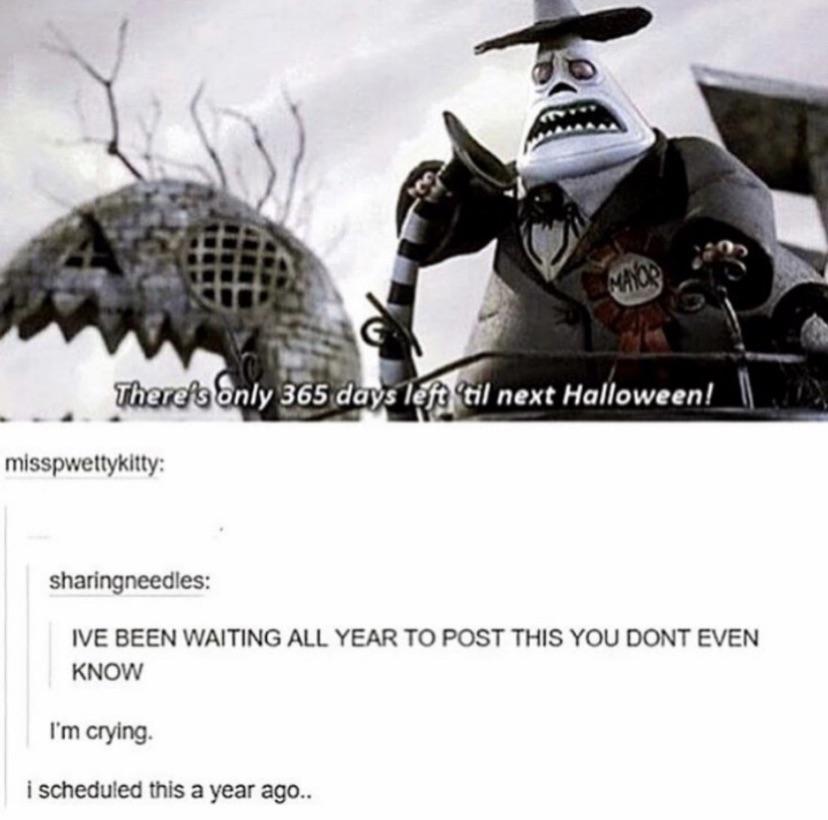 MAYOR
There's only 365 days left 'til next Halloween!
misspwettykitty:
sharingneedles:
IVE BEEN WAITING ALL YEAR TO POST THIS YOU DONT EVEN
KNOW
I'm crying.
i scheduled this a year ago..